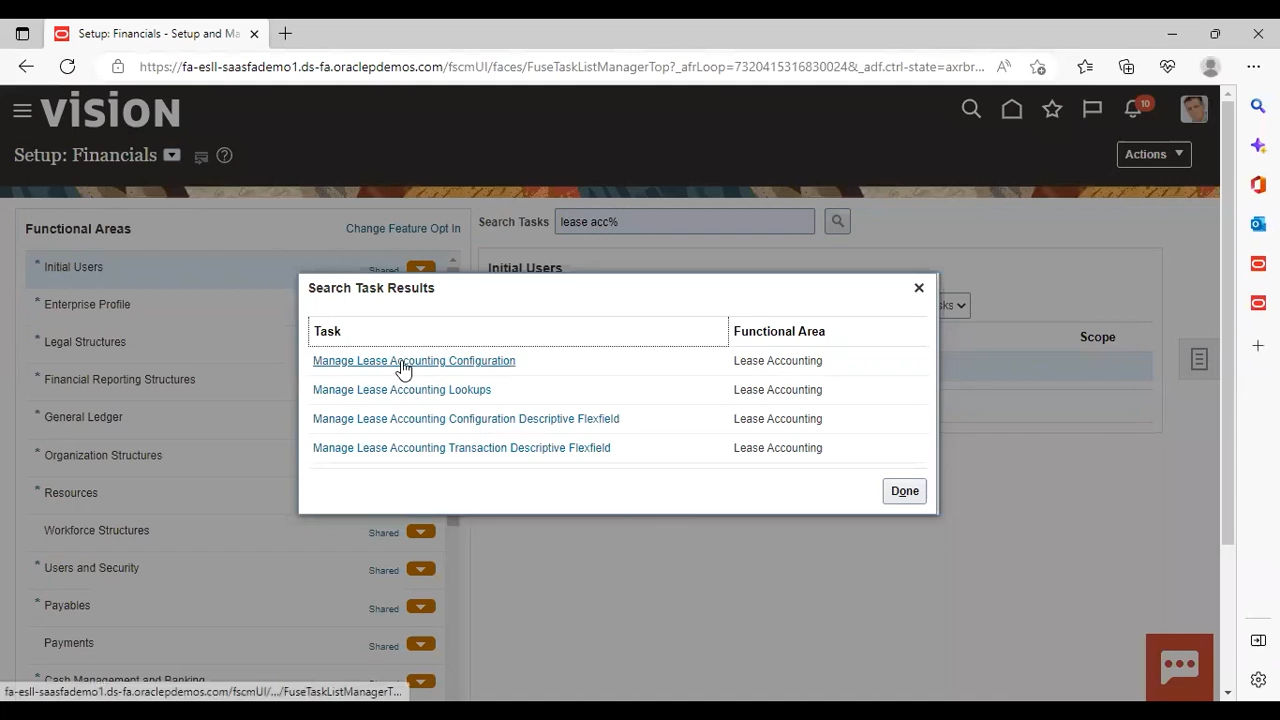 Setup: Financials - Setup and Ma
https://fa-esll-saasfademo1.ds-fa.oraclepdemos.com/fscmUI/faces/FuseTaskListManagerTop?_afrLoop=7320415316830024&_adf.ctrl-state=axrbr...
vision
10
Setup: Financials
Actions
Functional Areas
Change Feature Opt In
Search Tasks
lease acc%
* Initial Users
Shared
Initial Users
* Enterprise Profile
* Legal Structures
* Financial Reporting Structures
* General Ledger
* Organization Structures
* Resources
Workforce Structures
Shared
* Users and Security
Shared
* Payables
Shared
Payments
Shared
Cash Management and Banking
Shared
sks
Scope
Search Task Results
Task
Functional Area
Manage Lease Accounting Configuration
Lease Accounting
Manage Lease Accounting Lookups
Lease Accounting
Manage Lease Accounting Configuration Descriptive Flexfield
Lease Accounting
Manage Lease Accounting Transaction Descriptive Flexfield
Lease Accounting
Done
fa-esll-saasfademo1.ds-fa.oraclepdemos.com/fscmUI/.../FuseTaskListManagerT...